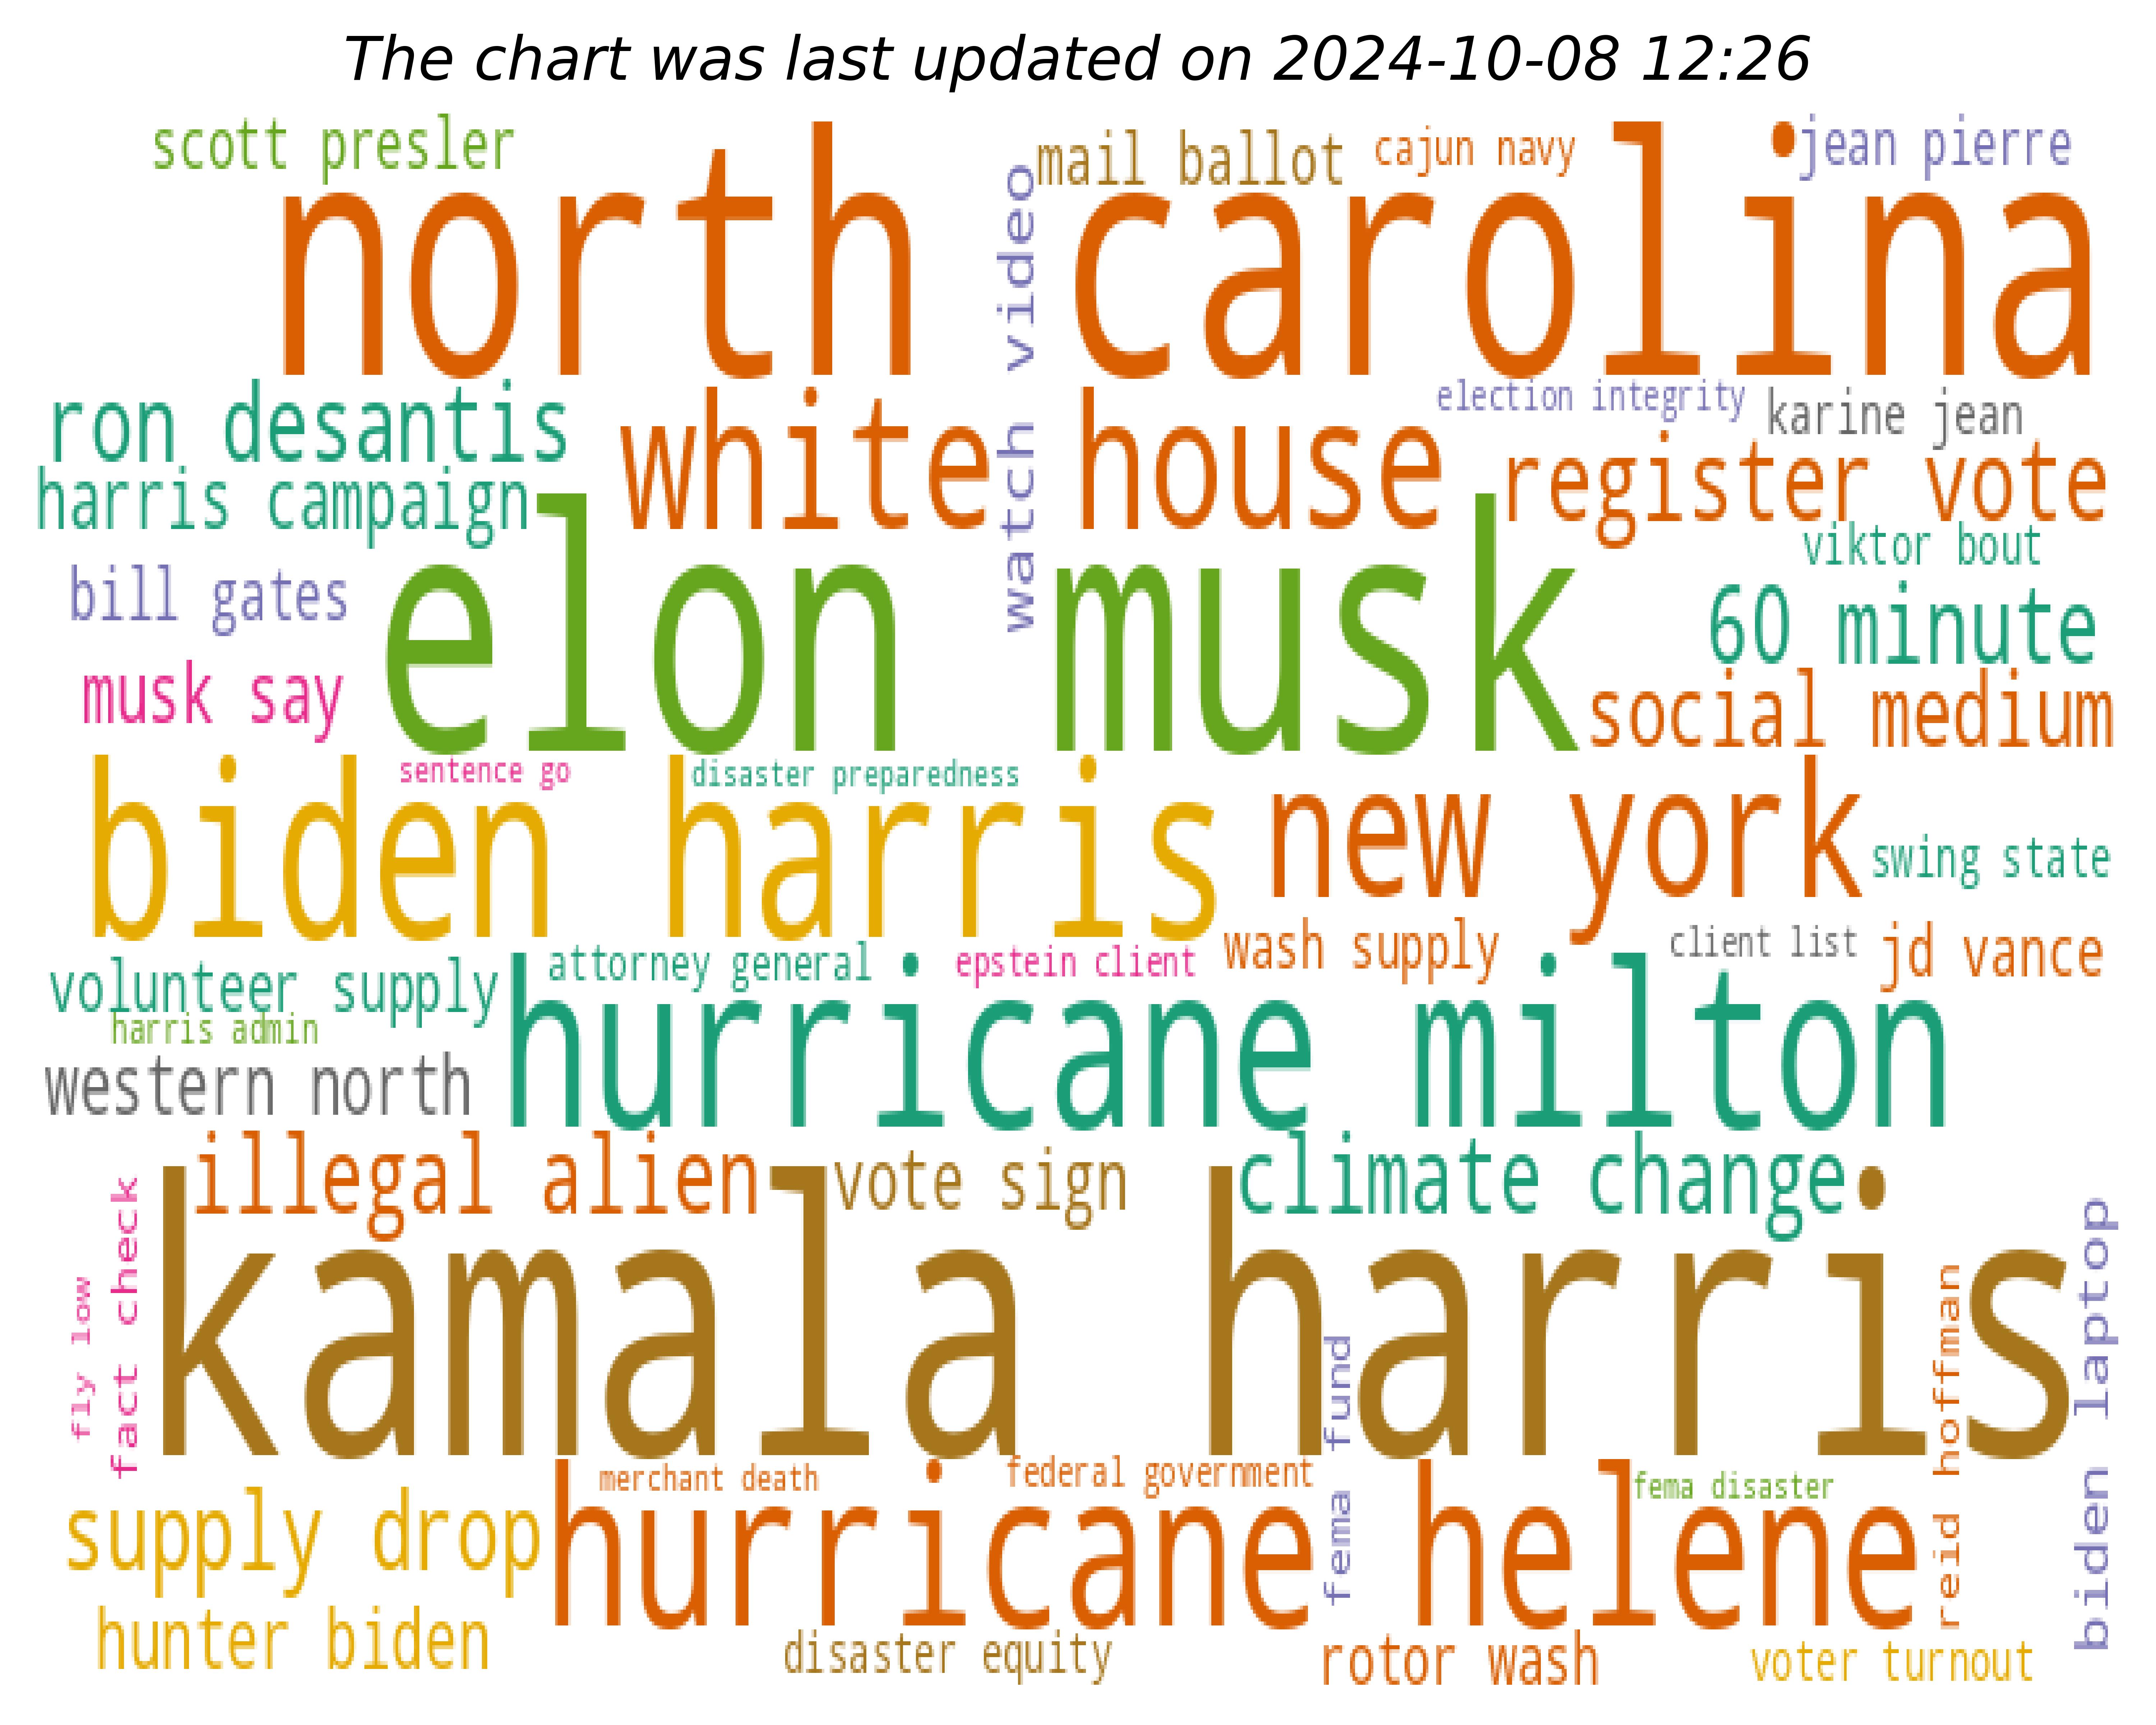 The chart was last updated on 2024-10-08 12:26
scott presler
mail ballot
cajun navy
jean pierre
north carolina
watch video
ron desantis
white house
election integrity
karine jean
harris campaign
register vote
viktor bout
bill gates
elon musk
60 minute
musk say
social medium
sentence go
disaster preparedness
biden harris
new york
swing state
attorney general
epstein client
wash supply
client list
jd vance
volunteer supply
harris admin
hurricane milton
western north
illegal alien
vote sign
climate change
fact check
fly low
kamala harris
fema fund
reid hoffman
biden laptop
merchant death
federal government
fema disaster
supply drop
hurricane helene
hunter biden
disaster equity
rotor wash
voter turnout